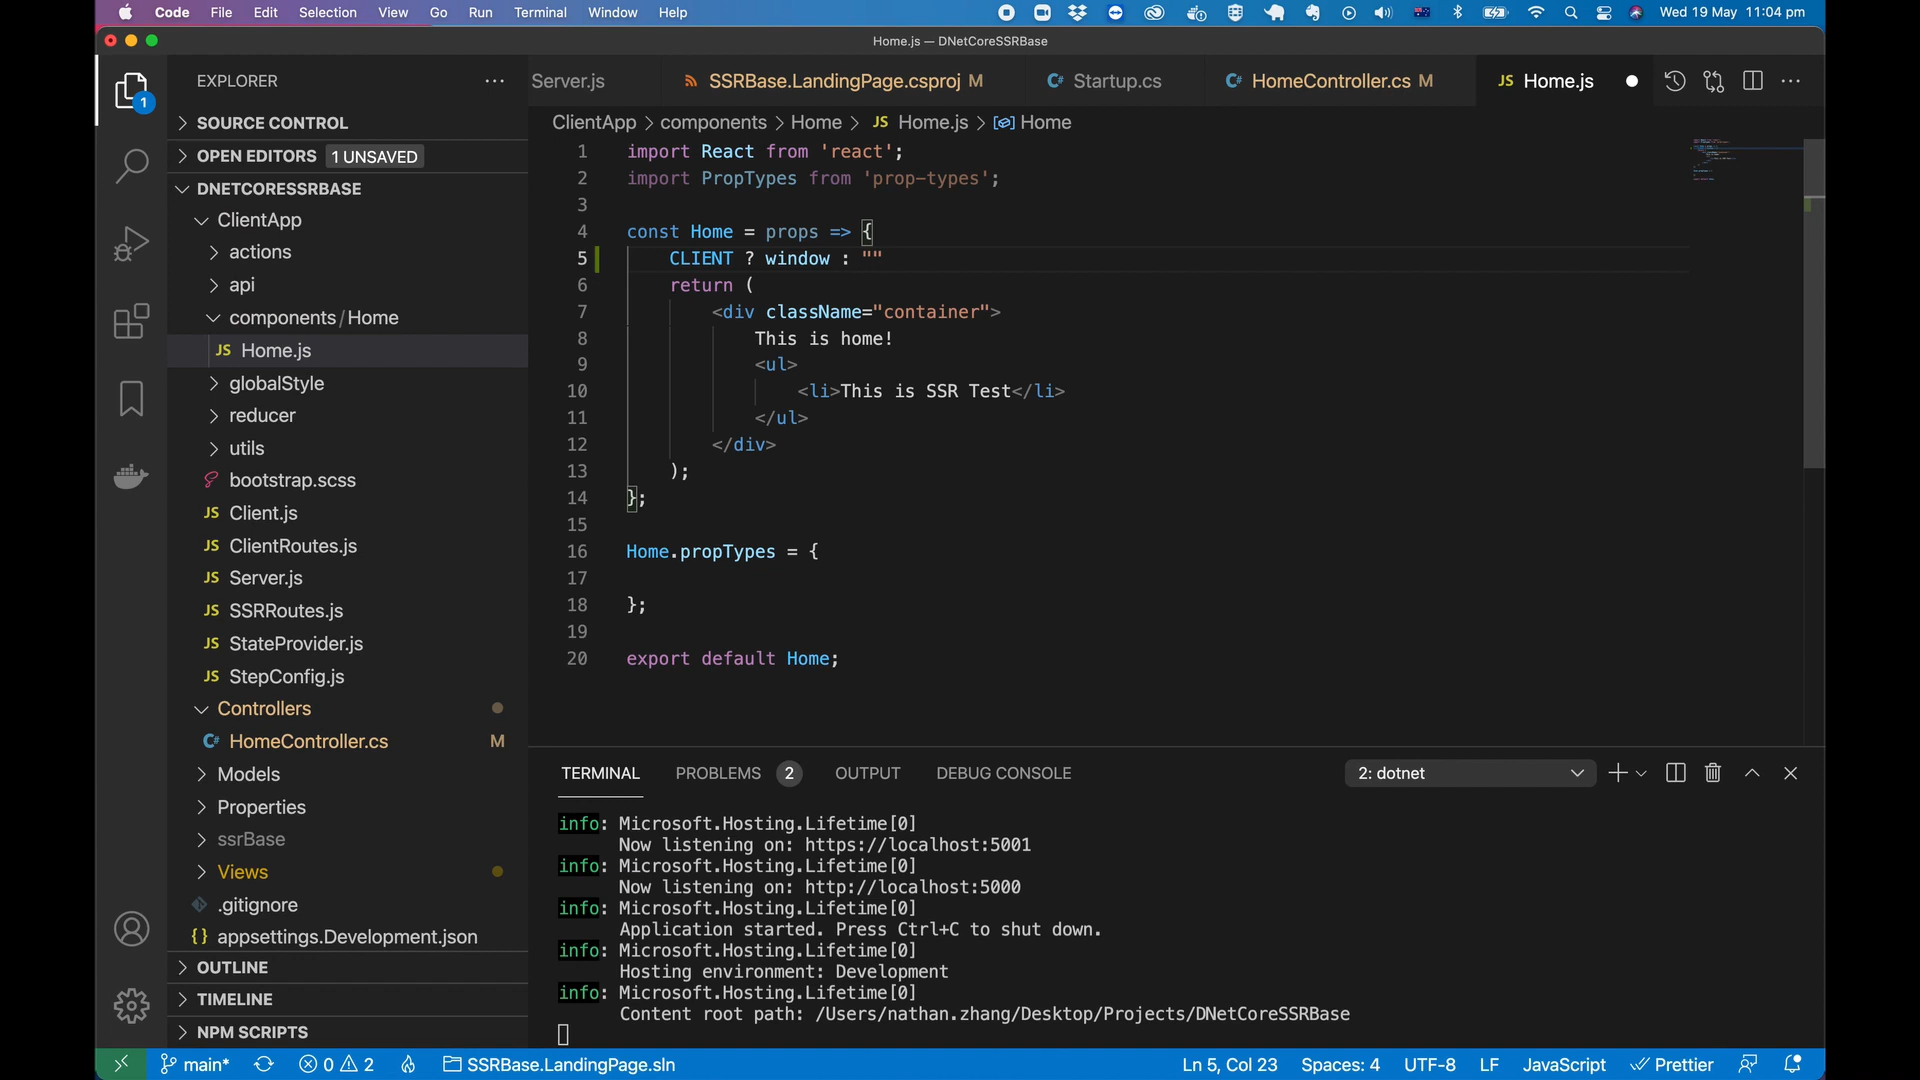 Code File Edit Selection View Go Run Terminal Window Help Wed 19 May 11:04 pm
Home.js — DNetCoreSSRBase
EXPLORER
Server.js SSRBase.LandingPage.csproj M C# Startup.cs C# HomeController.cs M JS Home.js
1
SOURCE CONTROL
OPEN EDITORS 1 UNSAVED
DNETCORESSRBASE
ClientApp
actions
api
components/Home
JS Home.js
globalStyle
reducer
utils
bootstrap.scss
JS Client.js
JS ClientRoutes.js
JS Server.js
JS SSRRoutes.js
JS StateProvider.js
JS StepConfig.js
Controllers
C# HomeController.cs M
Models
Properties
ssrBase
Views
.gitignore
{} appsettings.Development.json
OUTLINE
TIMELINE
NPM SCRIPTS
ClientApp > components > Home > JS Home.js > Home
1 import React from 'react';
2 import PropTypes from 'prop-types';
3
4 const Home = props => {
5 CLIENT ? window : ""
6 return (
7 <div className="container">
8 This is home!
9 <ul>
10 <li>This is SSR Test</li>
11 </ul>
12 </div>
13 );
14 };
15
16 Home.propTypes = {
17
18 };
19
20 export default Home;
TERMINAL PROBLEMS 2 OUTPUT DEBUG CONSOLE 2: dotnet
info: Microsoft.Hosting.Lifetime[0]
Now listening on: https://localhost:5001
info: Microsoft.Hosting.Lifetime[0]
Now listening on: http://localhost:5000
info: Microsoft.Hosting.Lifetime[0]
Application started. Press Ctrl+C to shut down.
info: Microsoft.Hosting.Lifetime[0]
Hosting environment: Development
info: Microsoft.Hosting.Lifetime[0]
Content root path: /Users/nathan.zhang/Desktop/Projects/DNetCoreSSRBase
main* 0 2 SSRBase.LandingPage.sln Ln 5, Col 23 Spaces: 4 UTF-8 LF JavaScript Prettier